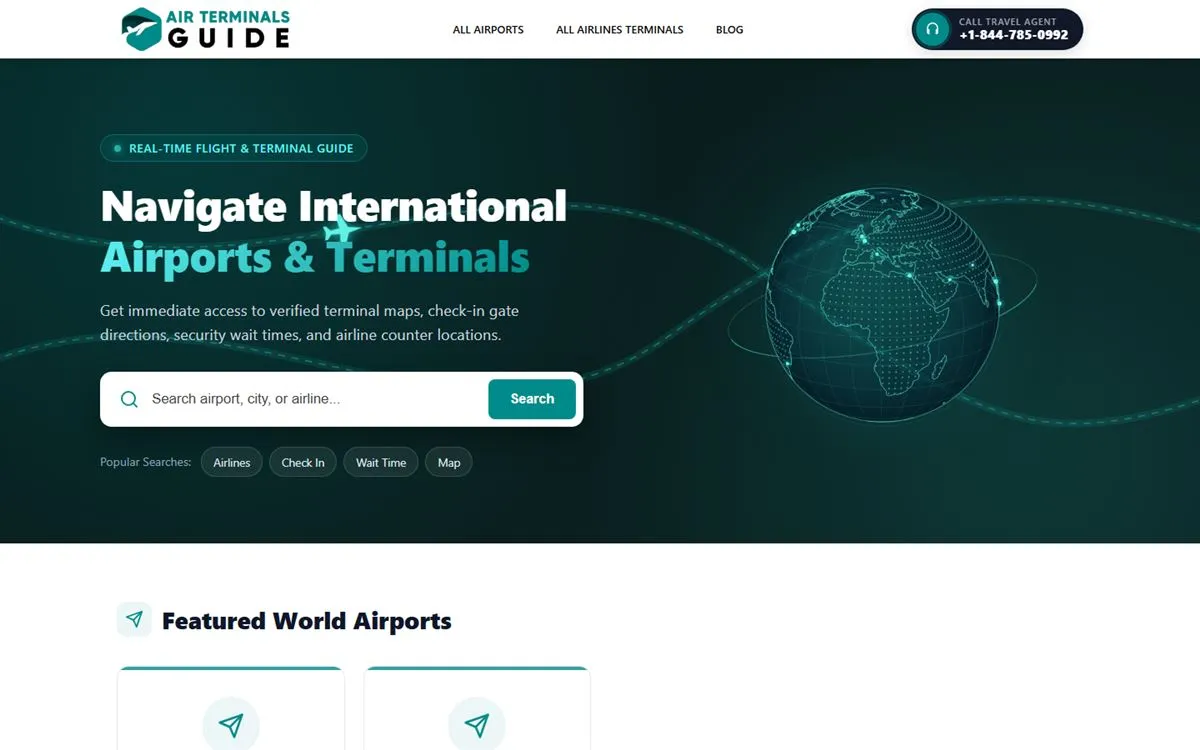 AIR TERMINALS
GUIDE
ALL AIRPORTS
ALL AIRLINES TERMINALS
BLOG
CALL TRAVEL AGENT
+1-844-785-0992
REAL-TIME FLIGHT & TERMINAL GUIDE
Navigate International
Airports & Terminals
Get immediate access to verified terminal maps, check-in gate
directions, security wait times, and airline counter locations.
Search airport, city, or airline...
Search
Popular Searches:
Airlines
Check In
Wait Time
Map
Featured World Airports